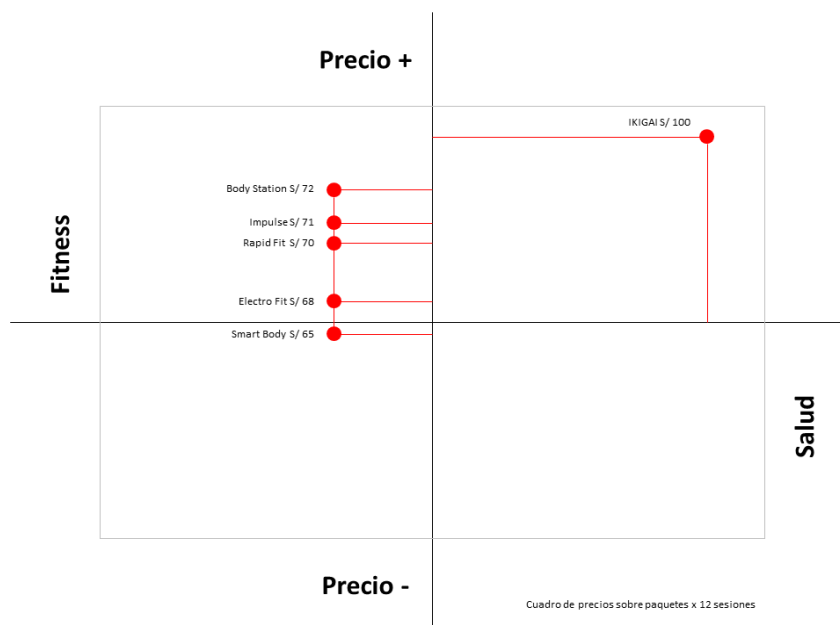 Precio +
IKIGAI S/ 100
Body Station S/ 72
Impulse S/ 71
Rapid Fit S/ 70
Fitness
Electro Fit S/ 68
Smart Body S/ 65
Salud
Precio -
Cuadro de precios sobre paquetes x 12 sesiones